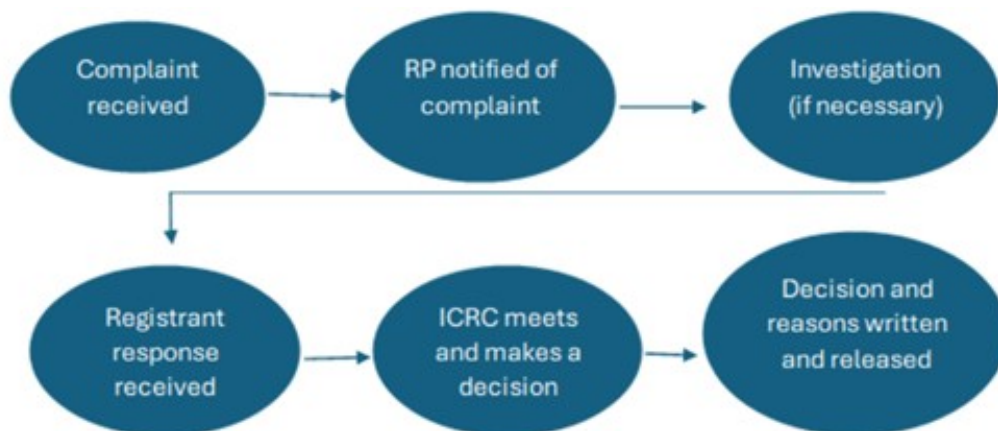 Complaint
received
RP notified of
complaint
Investigation
(if necessary)
Registrant
response
received
ICRC meets
and makes a
decision
Decision and
reasons written
and released